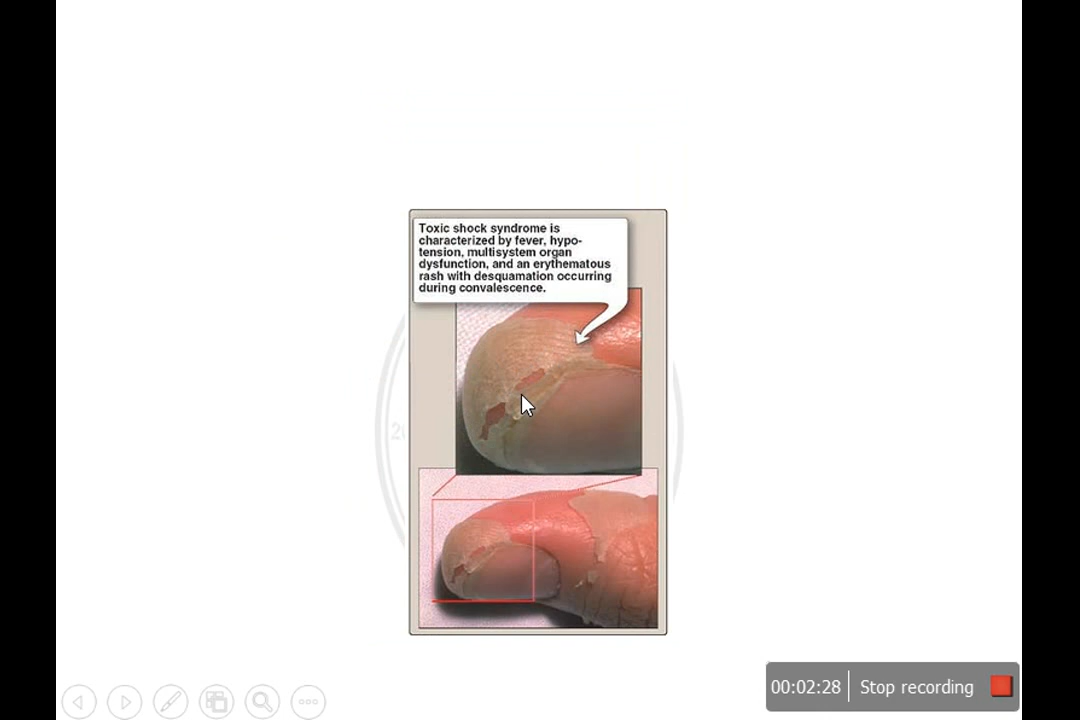 Toxic shock syndrome is
characterized by fever, hypo-
tension, multisystem organ
dysfunction, and an erythematous
rash with desquamation occurring
during convalescence.
00:02:28 Stop recording